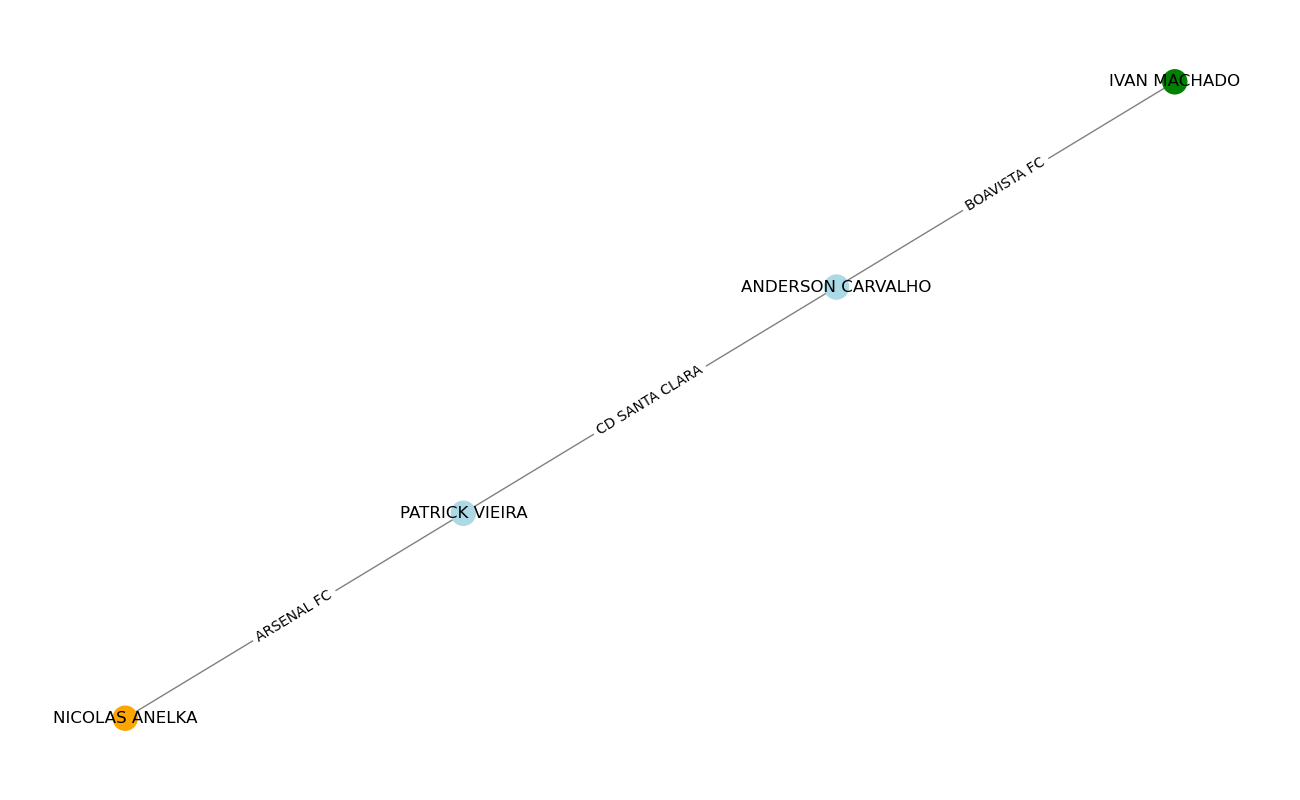 IVAN MACHADO
BOAVISTA FC
ANDERSON CARVALHO
CD SANTA CLARA
PATRICK VIEIRA
ARSENAL FC
NICOLAS ANELKA